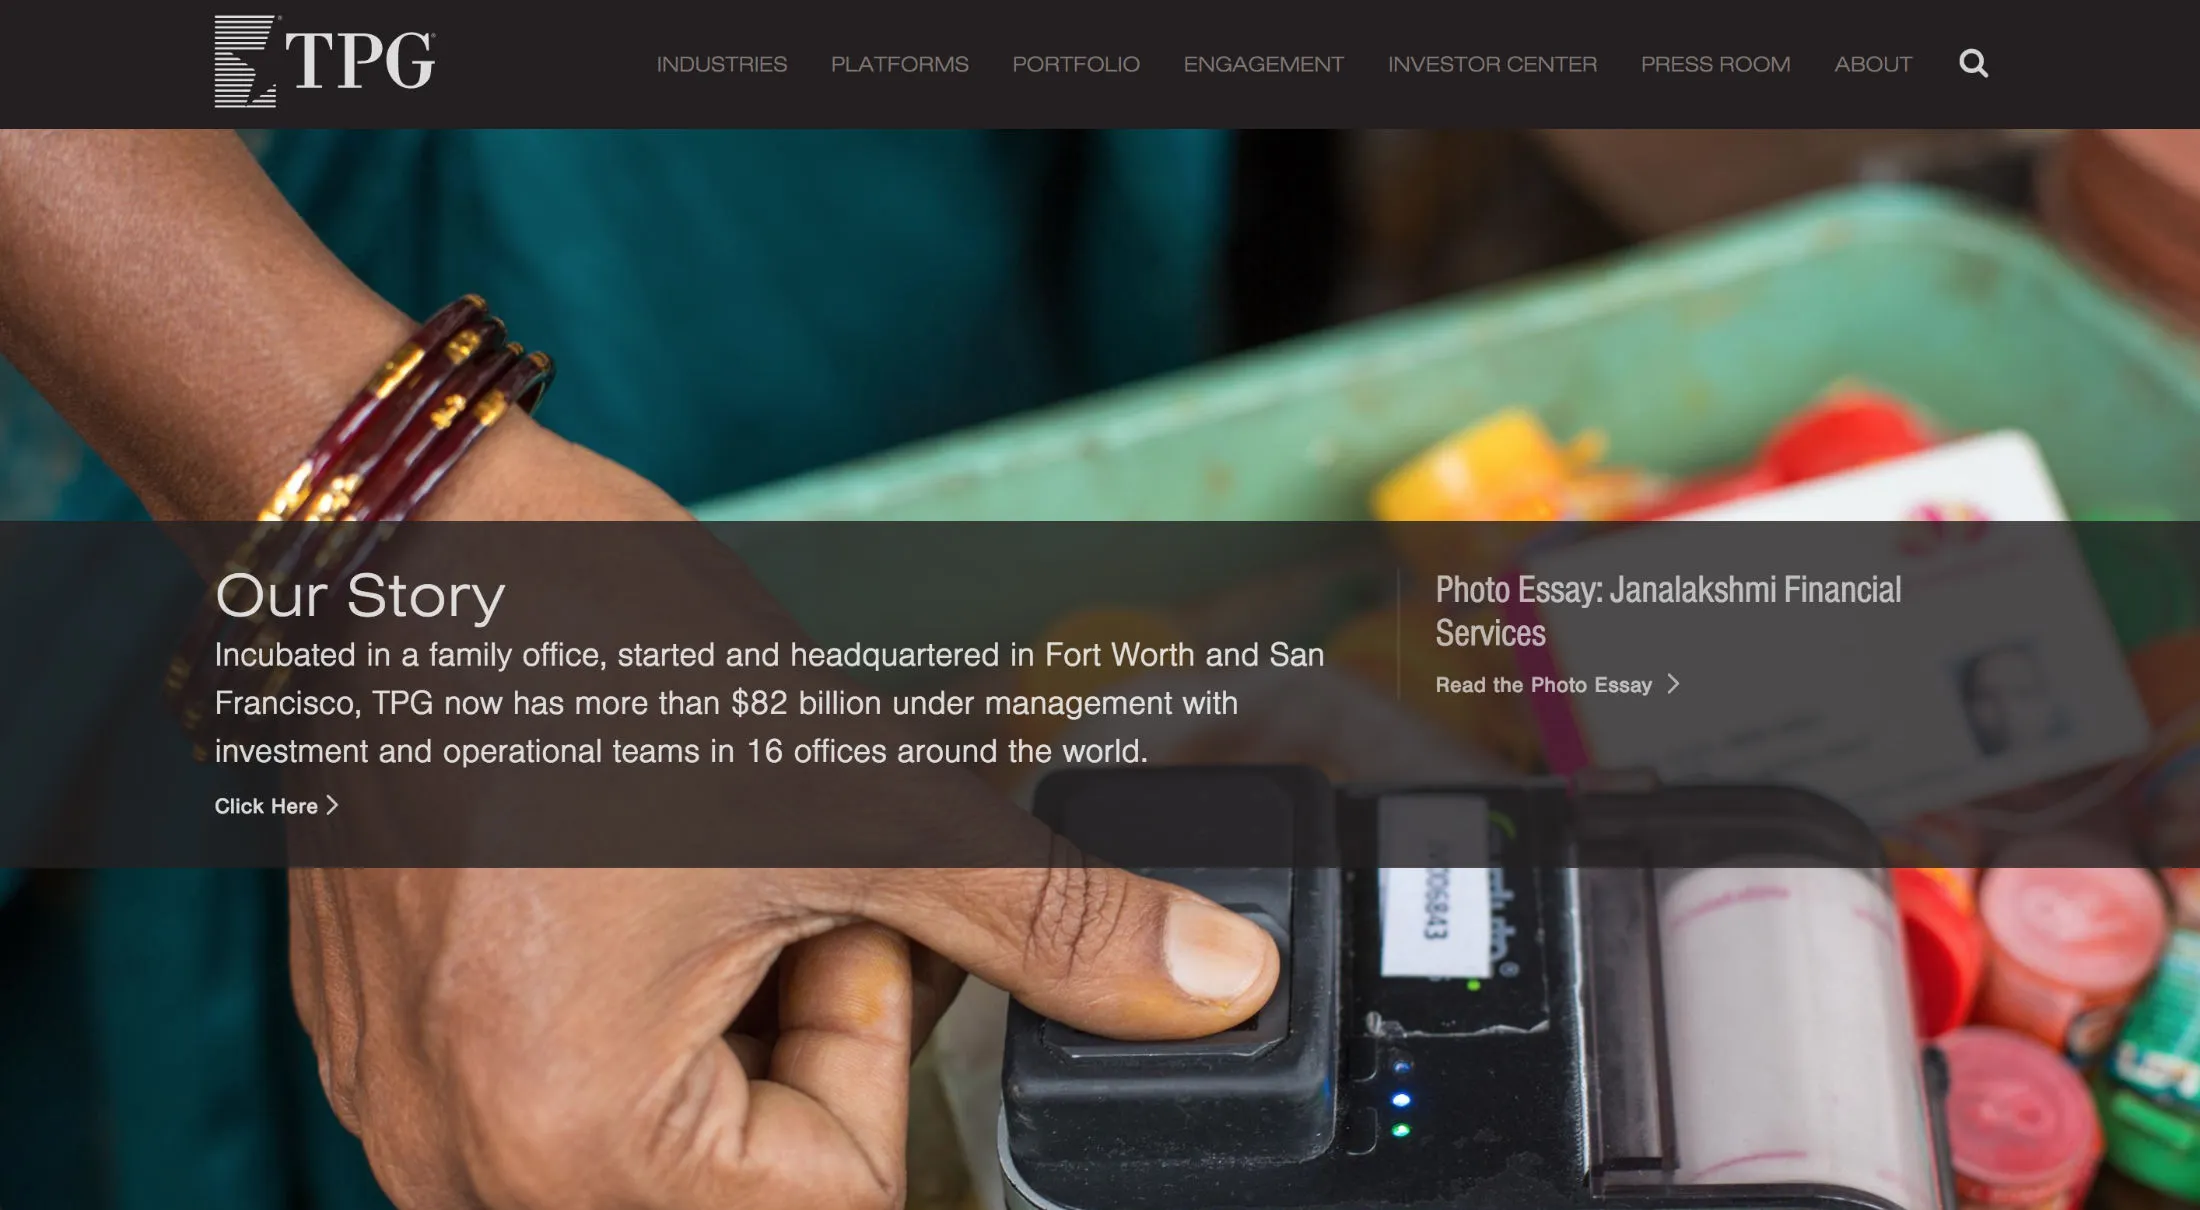 TPG
INDUSTRIES
PLATFORMS
PORTFOLIO
ENGAGEMENT
INVESTOR CENTER
PRESS ROOM
ABOUT
Our Story
Incubated in a family office, started and headquartered in Fort Worth and San
Francisco, TPG now has more than $82 billion under management with
investment and operational teams in 16 offices around the world.
Click Here
Photo Essay: Janalakshmi Financial
Services
Read the Photo Essay